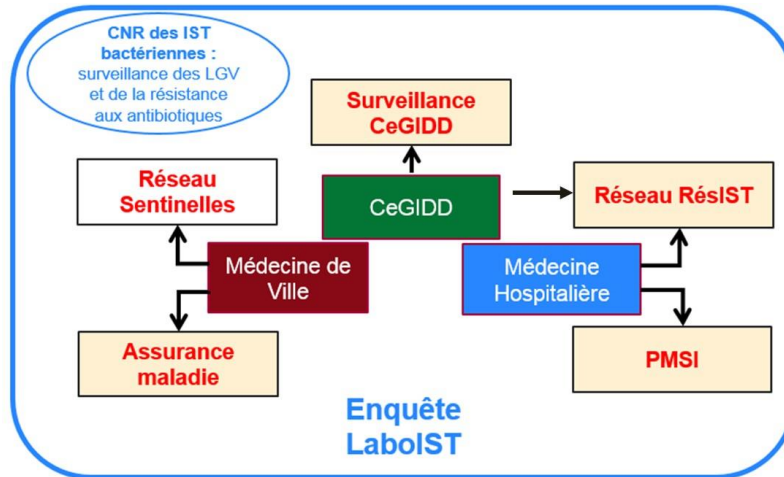 CNR des IST
bactériennes :
surveillance des LGV
et de la résistance
aux antibiotiques
Surveillance
CeGIDD
Réseau
Sentinelles
CeGIDD
Réseau RésIST
Médecine de
Ville
Médecine
Hospitalière
Assurance
maladie
PMSI
Enquête
LaboIST